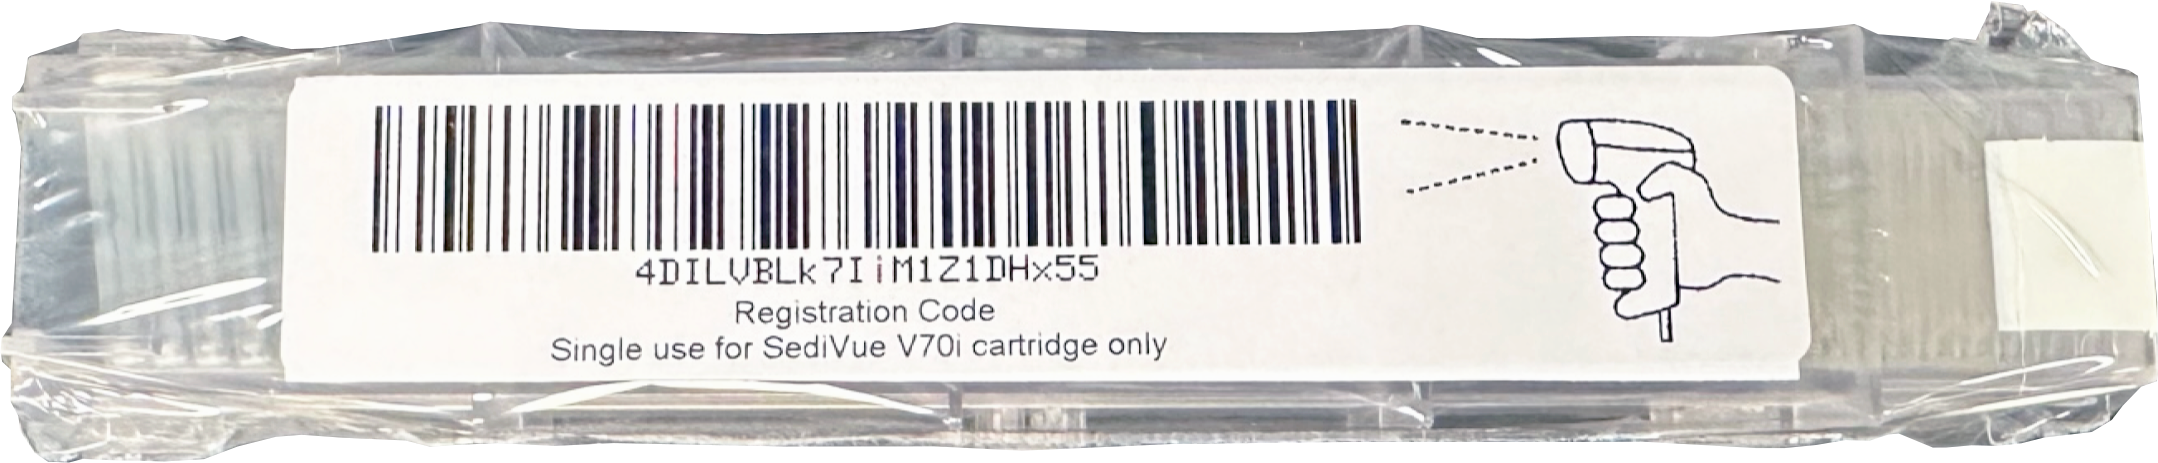 4DILVBLk7IiM1Z1DHx55
Registration Code
Single use for SediVue V70i cartridge only